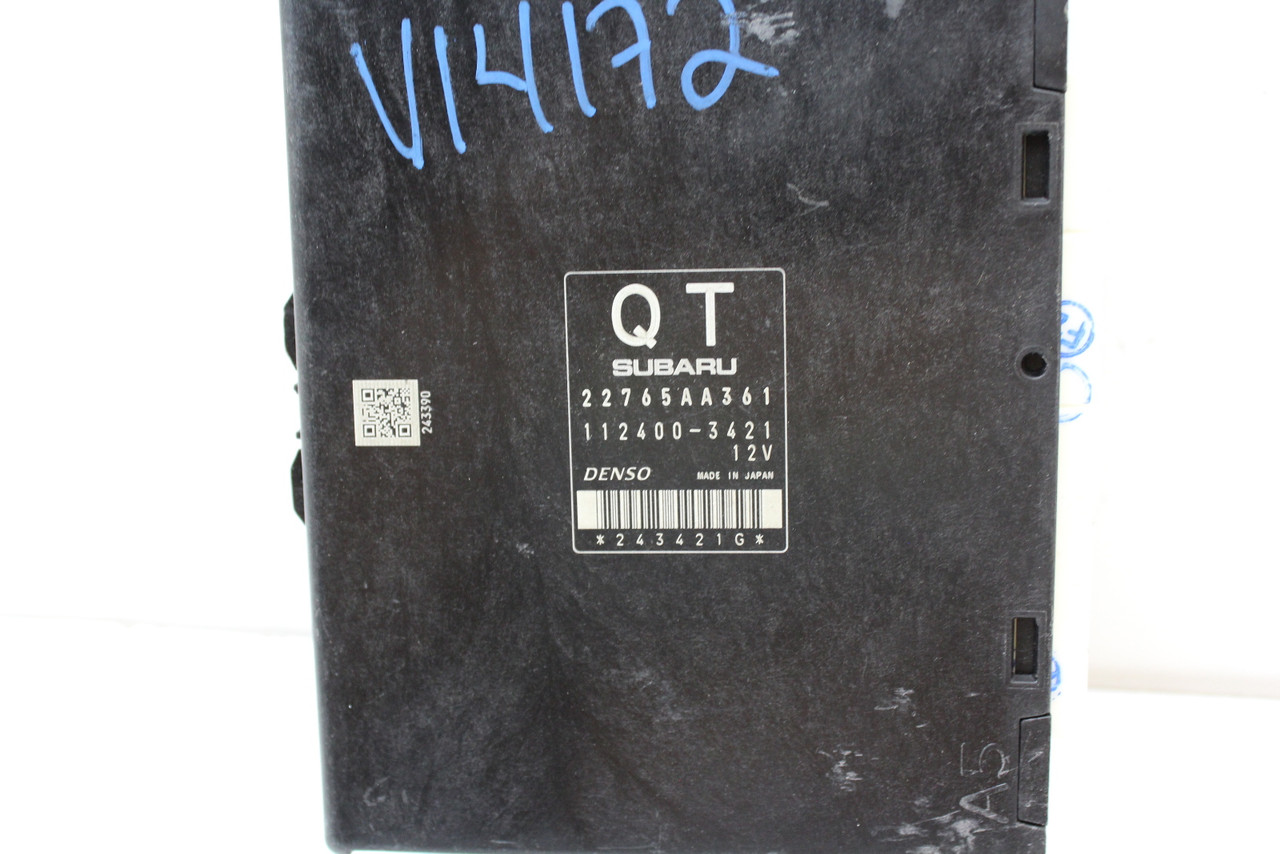 V14172
QT
SUBARU
22765AA361
112400-3421
12V
DENSO MADE IN JAPAN
*243421G*
243390
A5